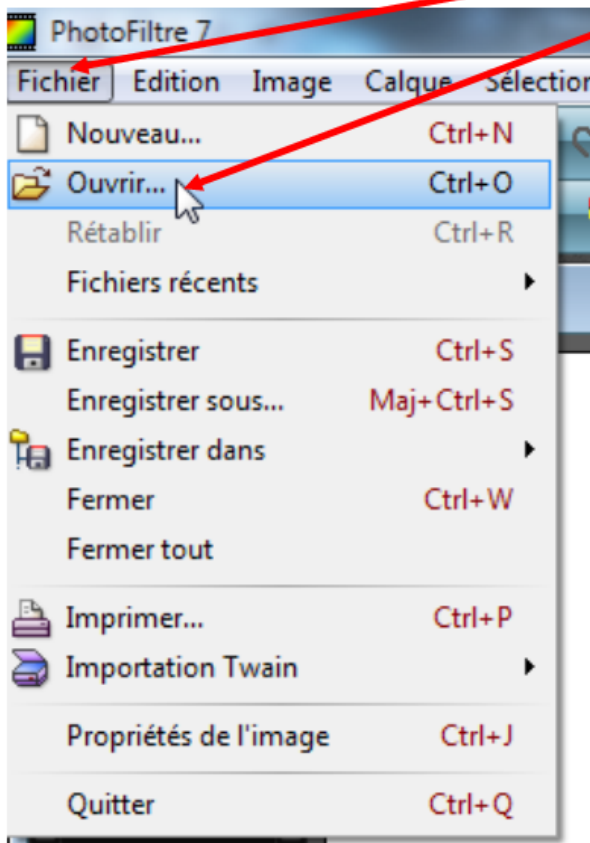 PhotoFiltre 7
Fichier Edition Image Calque Sélection
Nouveau... Ctrl+N
Ouvrir... Ctrl+O
Rétablir Ctrl+R
Fichiers récents
Enregistrer Ctrl+S
Enregistrer sous... Maj+Ctrl+S
Enregistrer dans
Fermer Ctrl+W
Fermer tout
Imprimer... Ctrl+P
Importation Twain
Propriétés de l'image Ctrl+J
Quitter Ctrl+Q